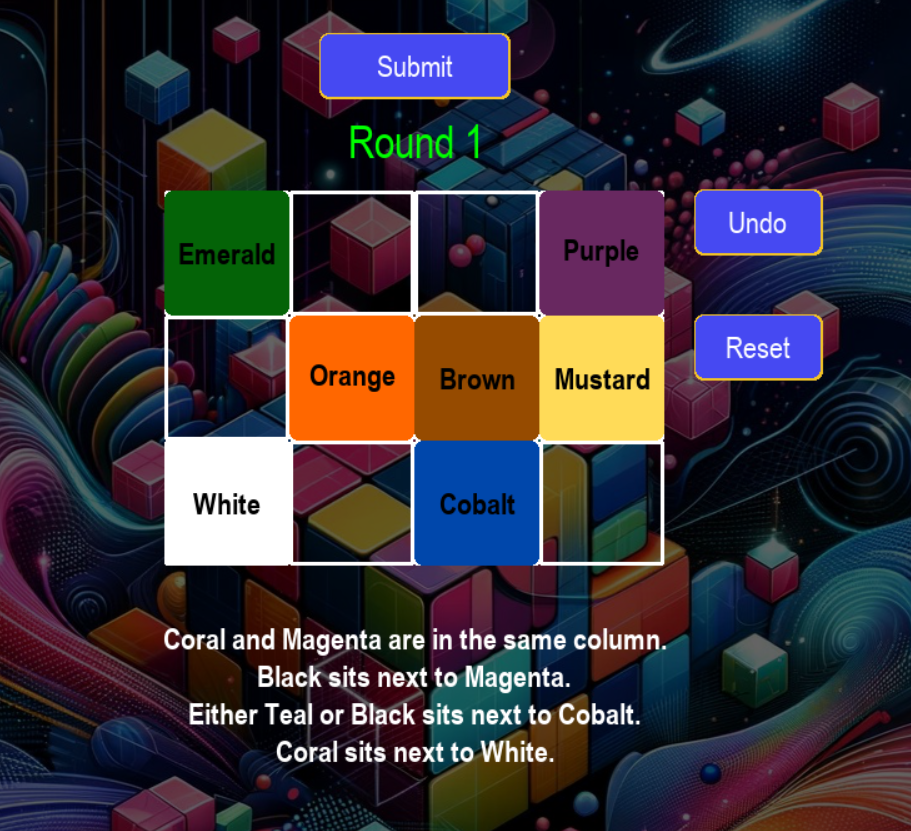 Submit
Round 1
Emerald
Purple
Undo
Orange
Brown
Mustard
Reset
White
Cobalt
Coral and Magenta are in the same column.
Black sits next to Magenta.
Either Teal or Black sits next to Cobalt.
Coral sits next to White.